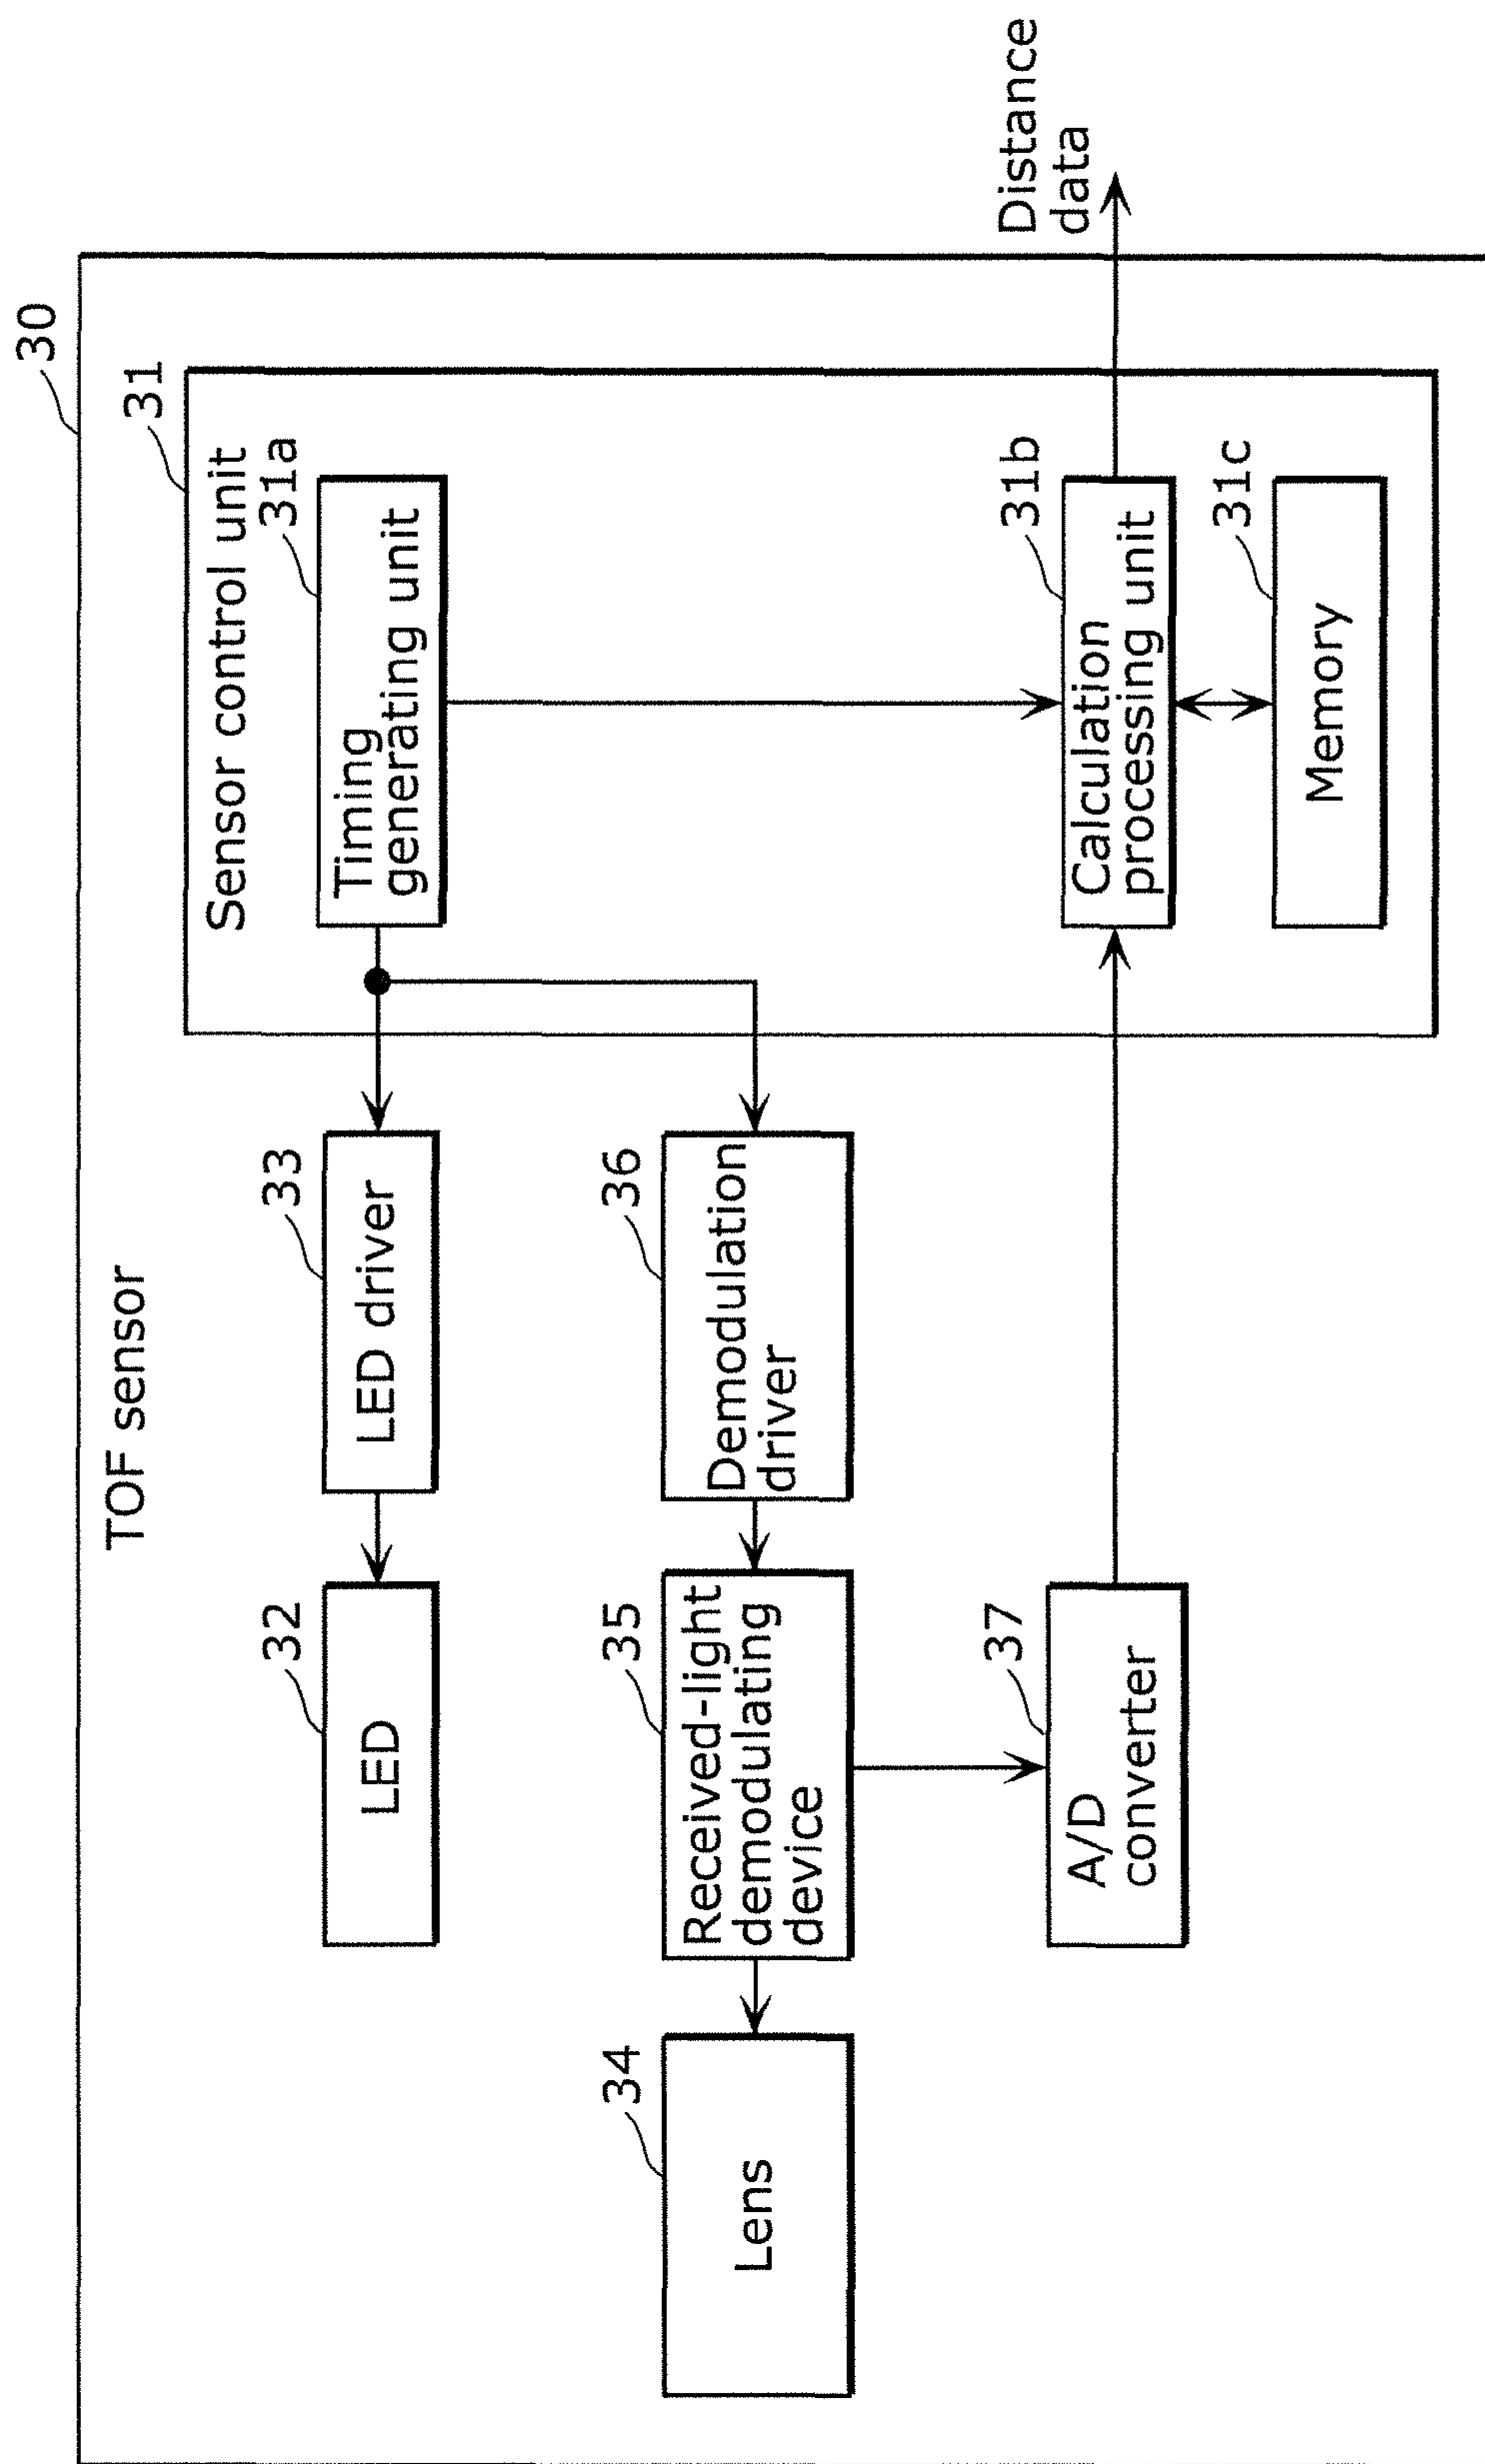 30
TOF sensor
31
Sensor control unit
32
LED
33
LED driver
31a
Timing
generating unit
34
Lens
35
Received-light
demodulating
device
36
Demodulation
driver
37
A/D
converter
31b
Calculation
processing unit
Distance
data
31c
Memory